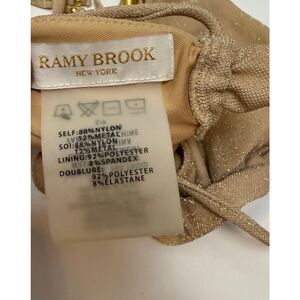 RAMY BROOK
NEW YORK
SELF:88%NYLON
12%METAL
SOI:88%NYLON
12%METAL
LINING:92%POLYESTER
8%SPANDEX
DOUBLURE:
92%POLYESTER
8%ELASTANE